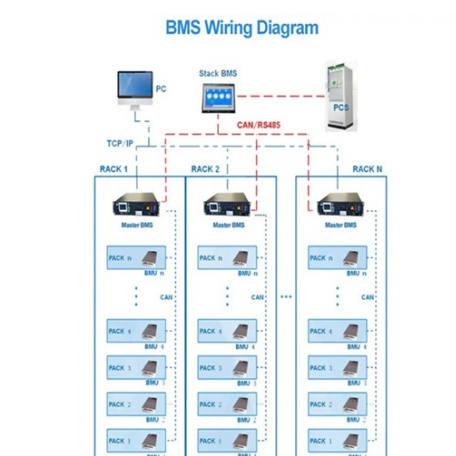 BMS Wiring Diagram
Stack BMS
PC
PCS
CAN/RS485
TCP/IP
RACK 1
RACK 2
RACK N
Master BMS
Master BMS
Master BMS
PACK n
PACK n
PACK n
BMU n
BMU n
BMU n
CAN
CAN
CAN
PACK 4
PACK 4
PACK 4
BMU 4
BMU 4
BMU 4
PACK 3
PACK 3
PACK 3
BMU 3
BMU 3
BMU 3
PACK 2
PACK 2
PACK 2
BMU 2
BMU 2
BMU 2
PACK 1
PACK 1
PACK 1